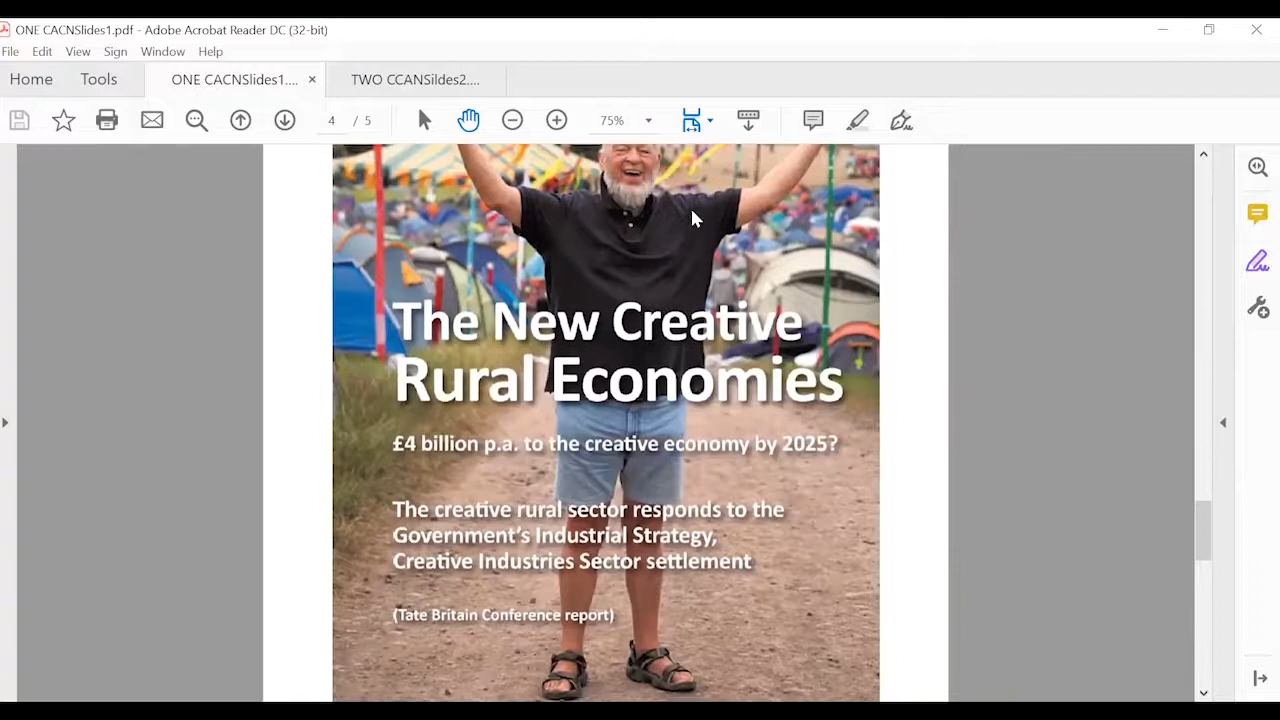 ONE CACNSlides1.pdf - Adobe Acrobat Reader DC (32-bit)
File Edit View Sign Window Help
Home Tools ONE CACNSlides1.... × TWO CCANSildes2....
4 / 5 75%
The New Creative
Rural Economies
£4 billion p.a. to the creative economy by 2025?
The creative rural sector responds to the
Government's Industrial Strategy,
Creative Industries Sector settlement
(Tate Britain Conference report)